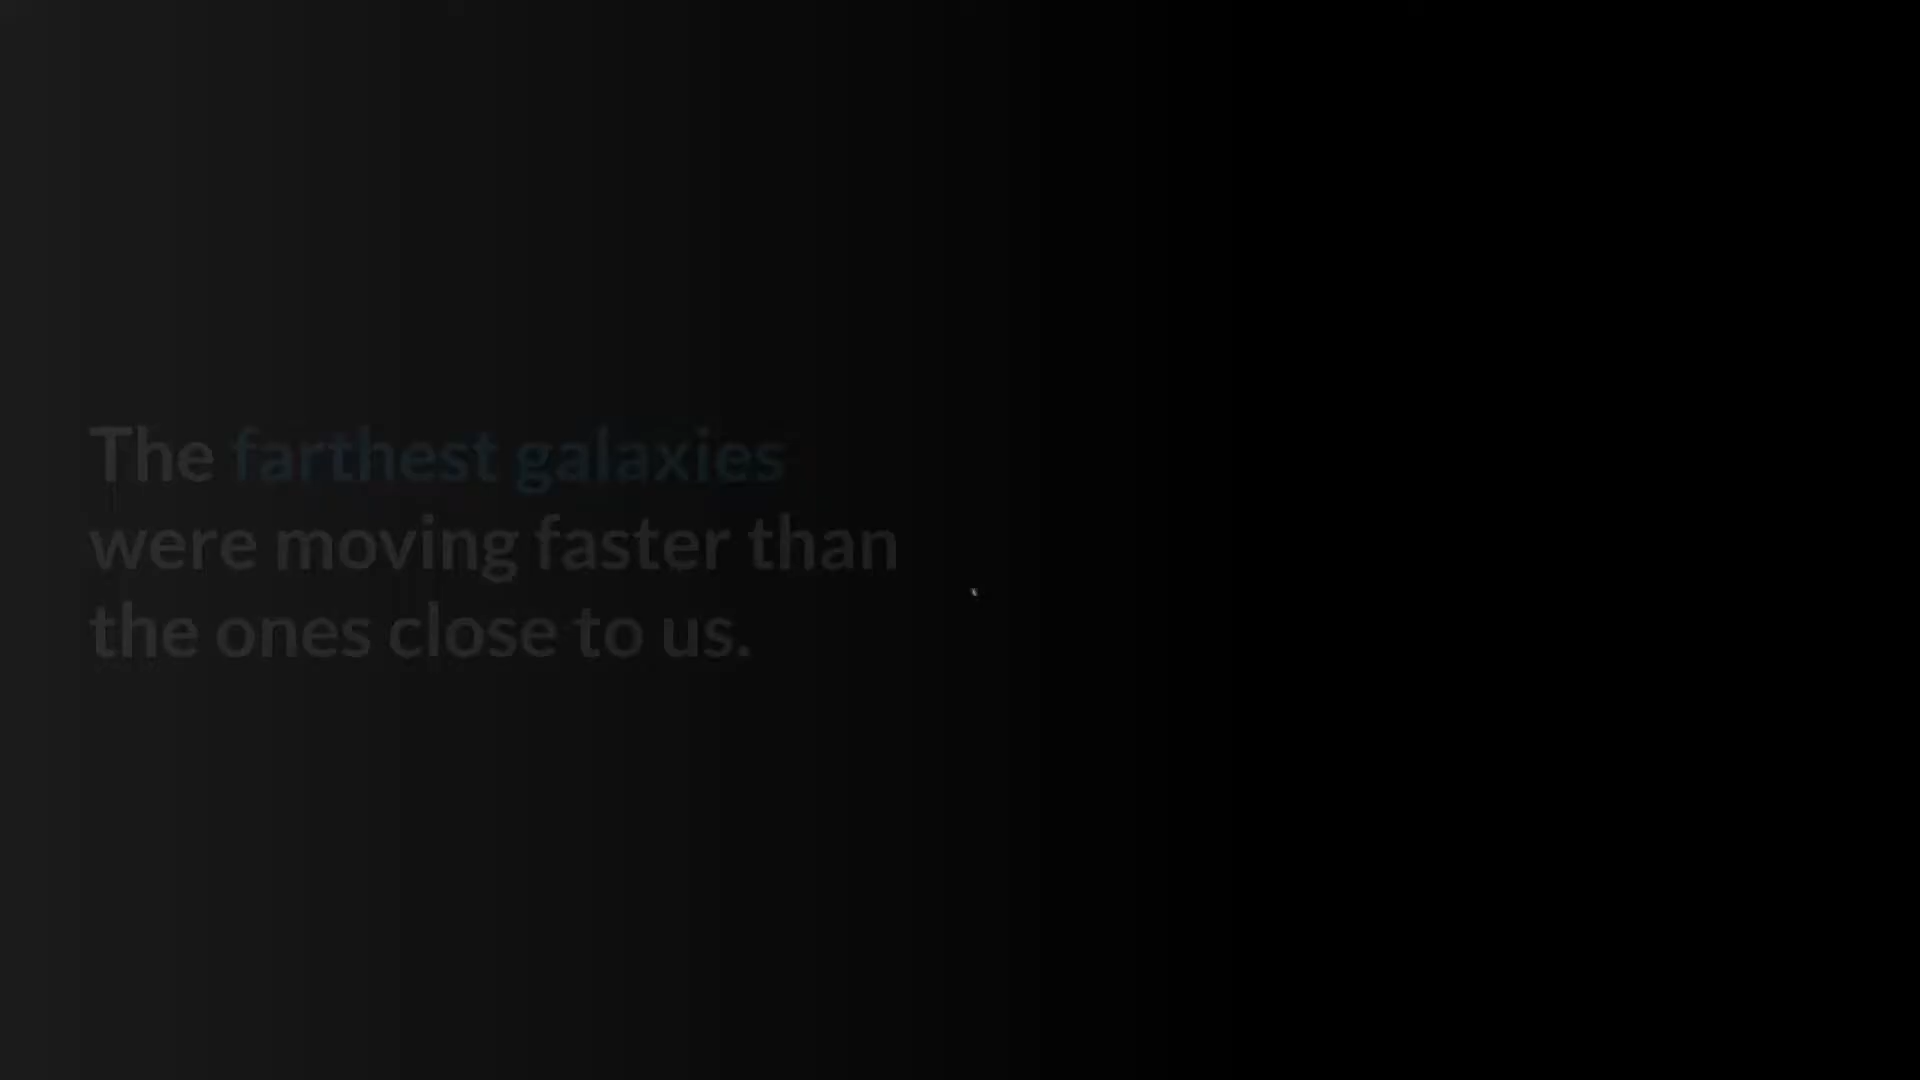 The farthest galaxies
were moving faster than
the ones close to us.